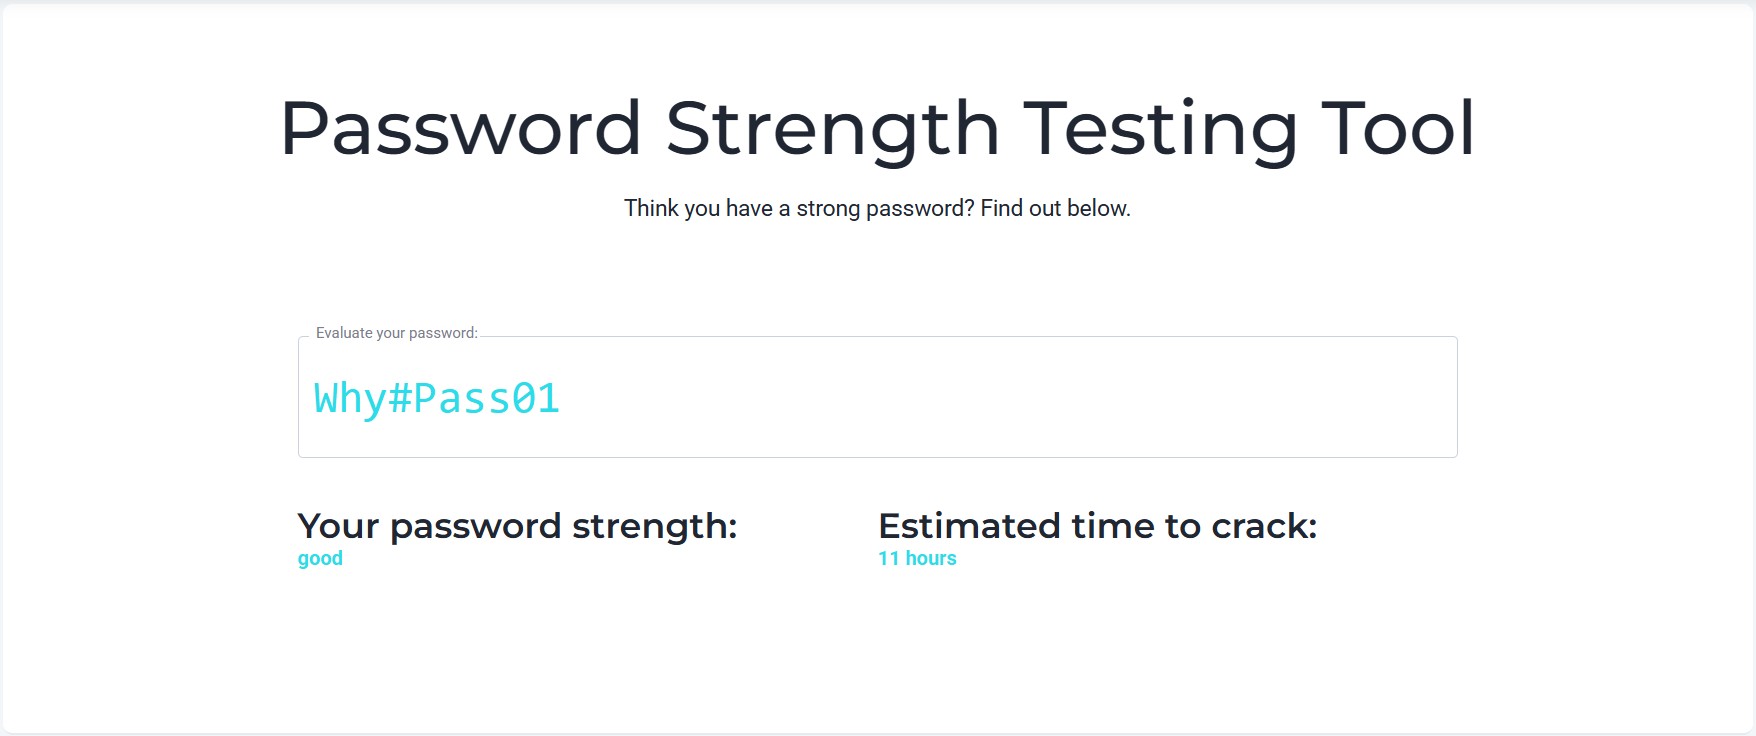 Password Strength Testing Tool
Think you have a strong password? Find out below.
Evaluate your password:
Why#Pass01
Your password strength:
good
Estimated time to crack:
11 hours